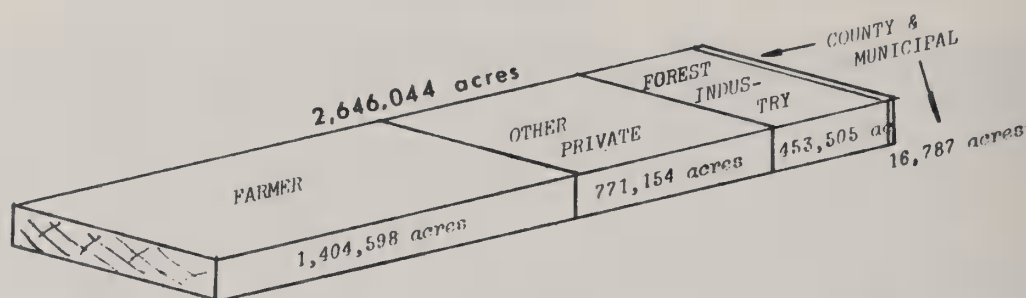 COUNTY &
MUNICIPAL
2,646,044 acres
FOREST
INDUS-
TRY
OTHER
PRIVATE
FARMER
453,505 ac
16,787 acres
771,154 acres
1,404,598 acres